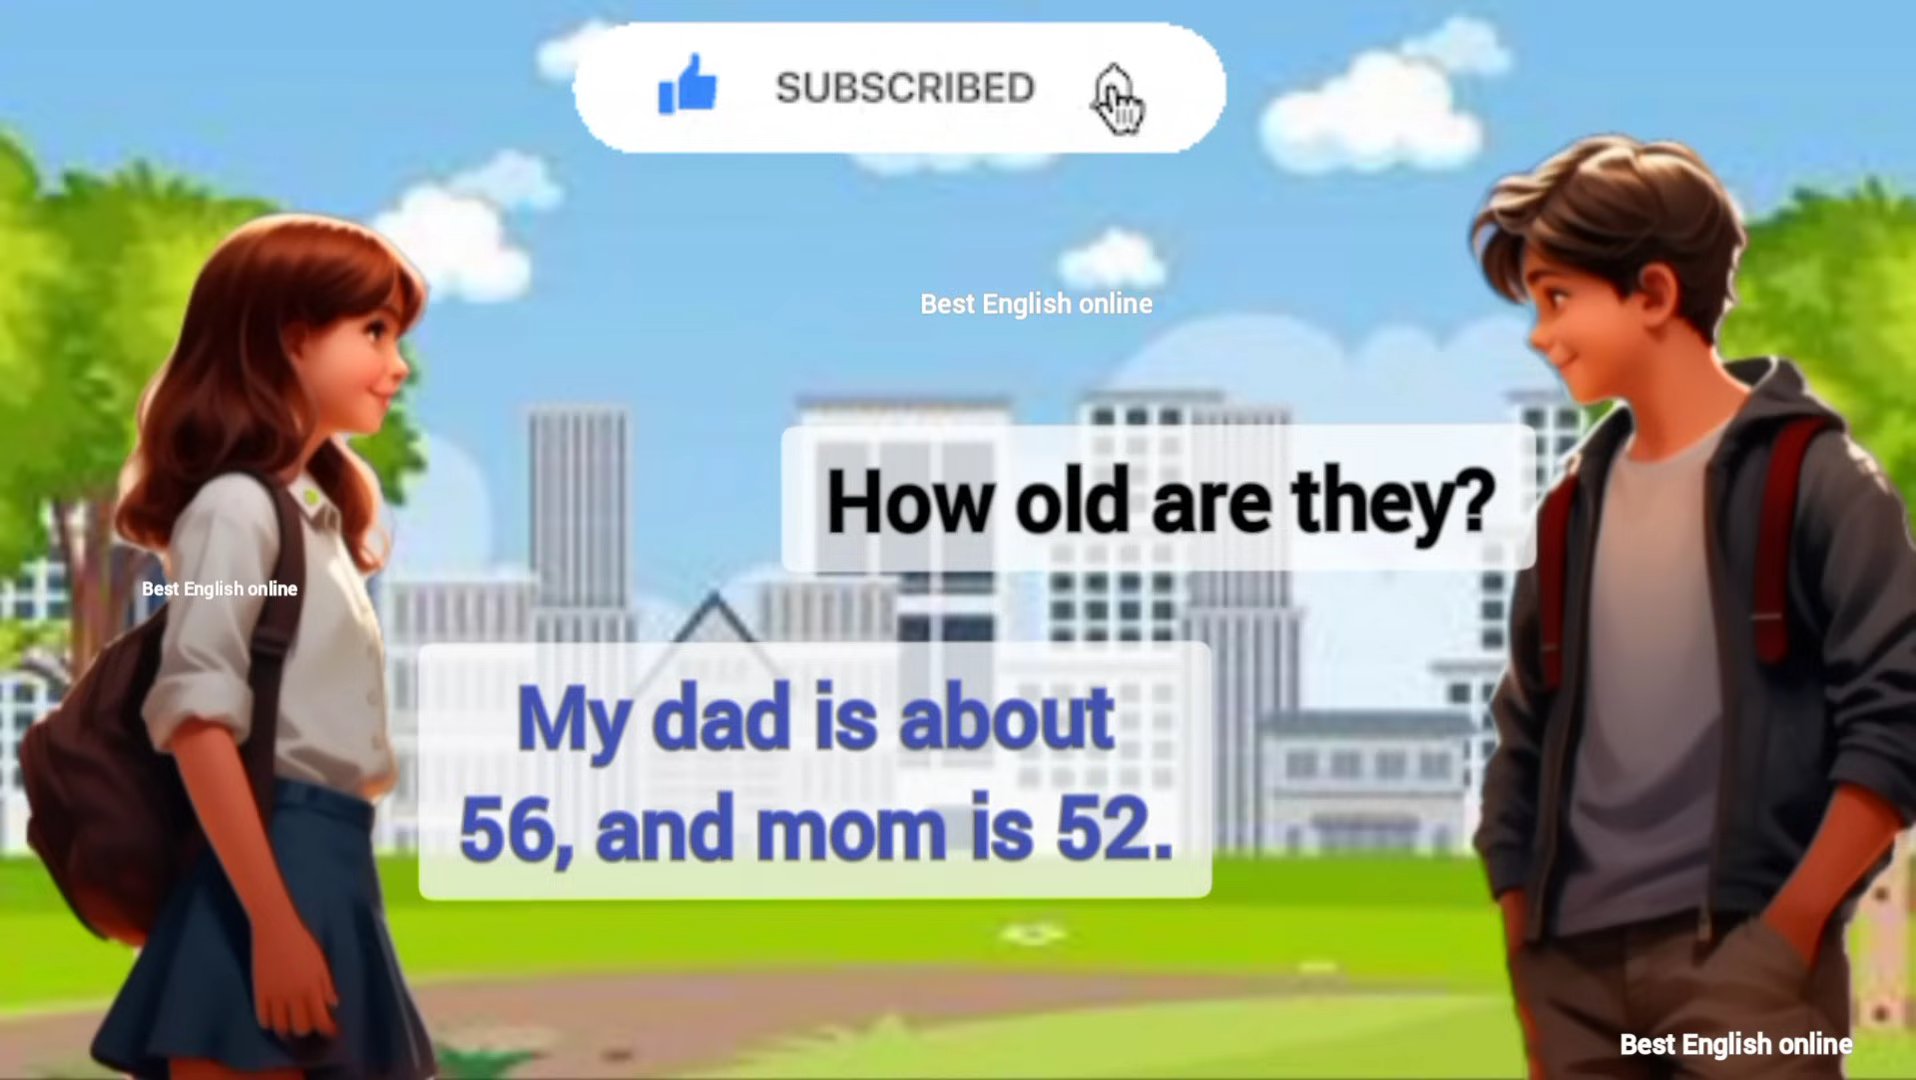 SUBSCRIBED
Best English online
How old are they?
Best English online
My dad is about
56, and mom is 52.
Best English online